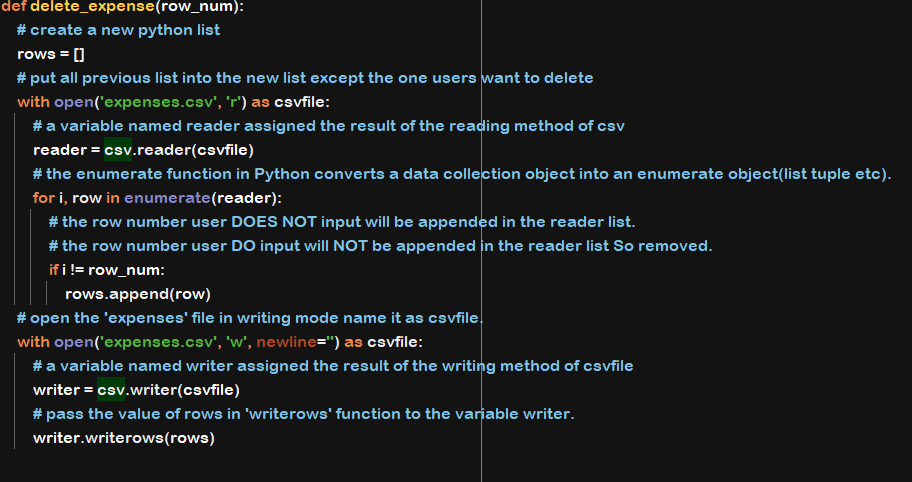 def delete_expense(row_num):
# create a new python list
rows = []
# put all previous list into the new list except the one users want to delete
with open('expenses.csv', 'r') as csvfile:
# a variable named reader assigned the result of the reading method of csv
reader = csv.reader(csvfile)
# the enumerate function in Python converts a data collection object into an enumerate object(list tuple etc).
for i, row in enumerate(reader):
# the row number user DOES NOT input will be appended in the reader list.
# the row number user DO input will NOT be appended in the reader list So removed.
if i != row_num:
rows.append(row)
# open the 'expenses' file in writing mode name it as csvfile.
with open('expenses.csv', 'w', newline='') as csvfile:
# a variable named writer assigned the result of the writing method of csvfile
writer = csv.writer(csvfile)
# pass the value of rows in 'writerows' function to the variable writer.
writer.writerows(rows)